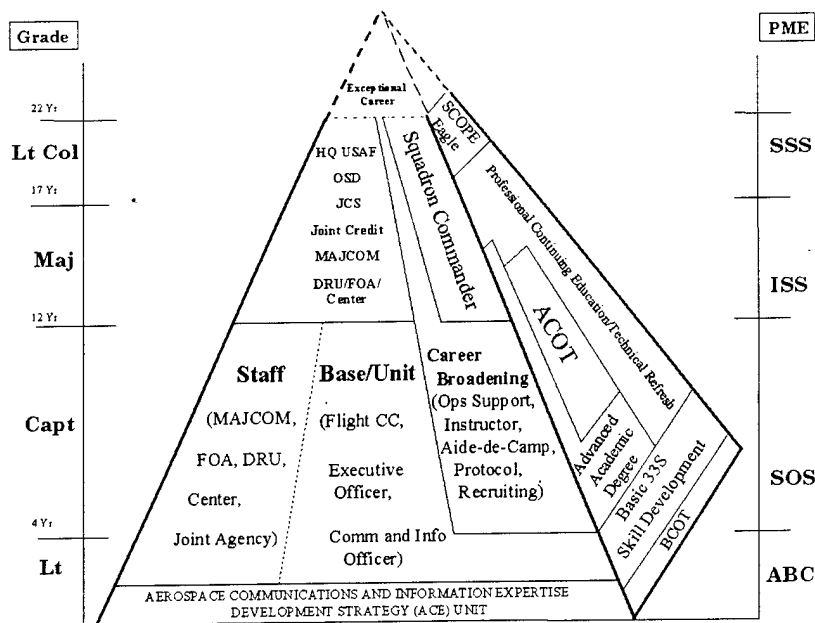 Grade
PME
22 Yr
Lt Col
17 Yr
Maj
12 Yr
Capt
4 Yr
Lt
Exceptional
Career
HQ USAF
OSD
JCS
Joint Credit
MAJCOM
DRU/FOA/
Center
Squadron Commander
SCOPE
Eagle
Professional Continuing Education/Technical Refresh
ACOT
Staff
(MAJCOM,
FOA, DRU,
Center,
Joint Agency)
Base/Unit
(Flight CC,
Executive
Officer,
Comm and Info
Officer)
Career
Broadening
(Ops Support,
Instructor,
Aide-de-Camp,
Protocol,
Recruiting)
Advanced
Academic
Degree
Basic 33S
Skill Development
BCOT
AEROSPACE COMMUNICATIONS AND INFORMATION EXPERTISE
DEVELOPMENT STRATEGY (ACE) UNIT
SSS
ISS
SOS
ABC